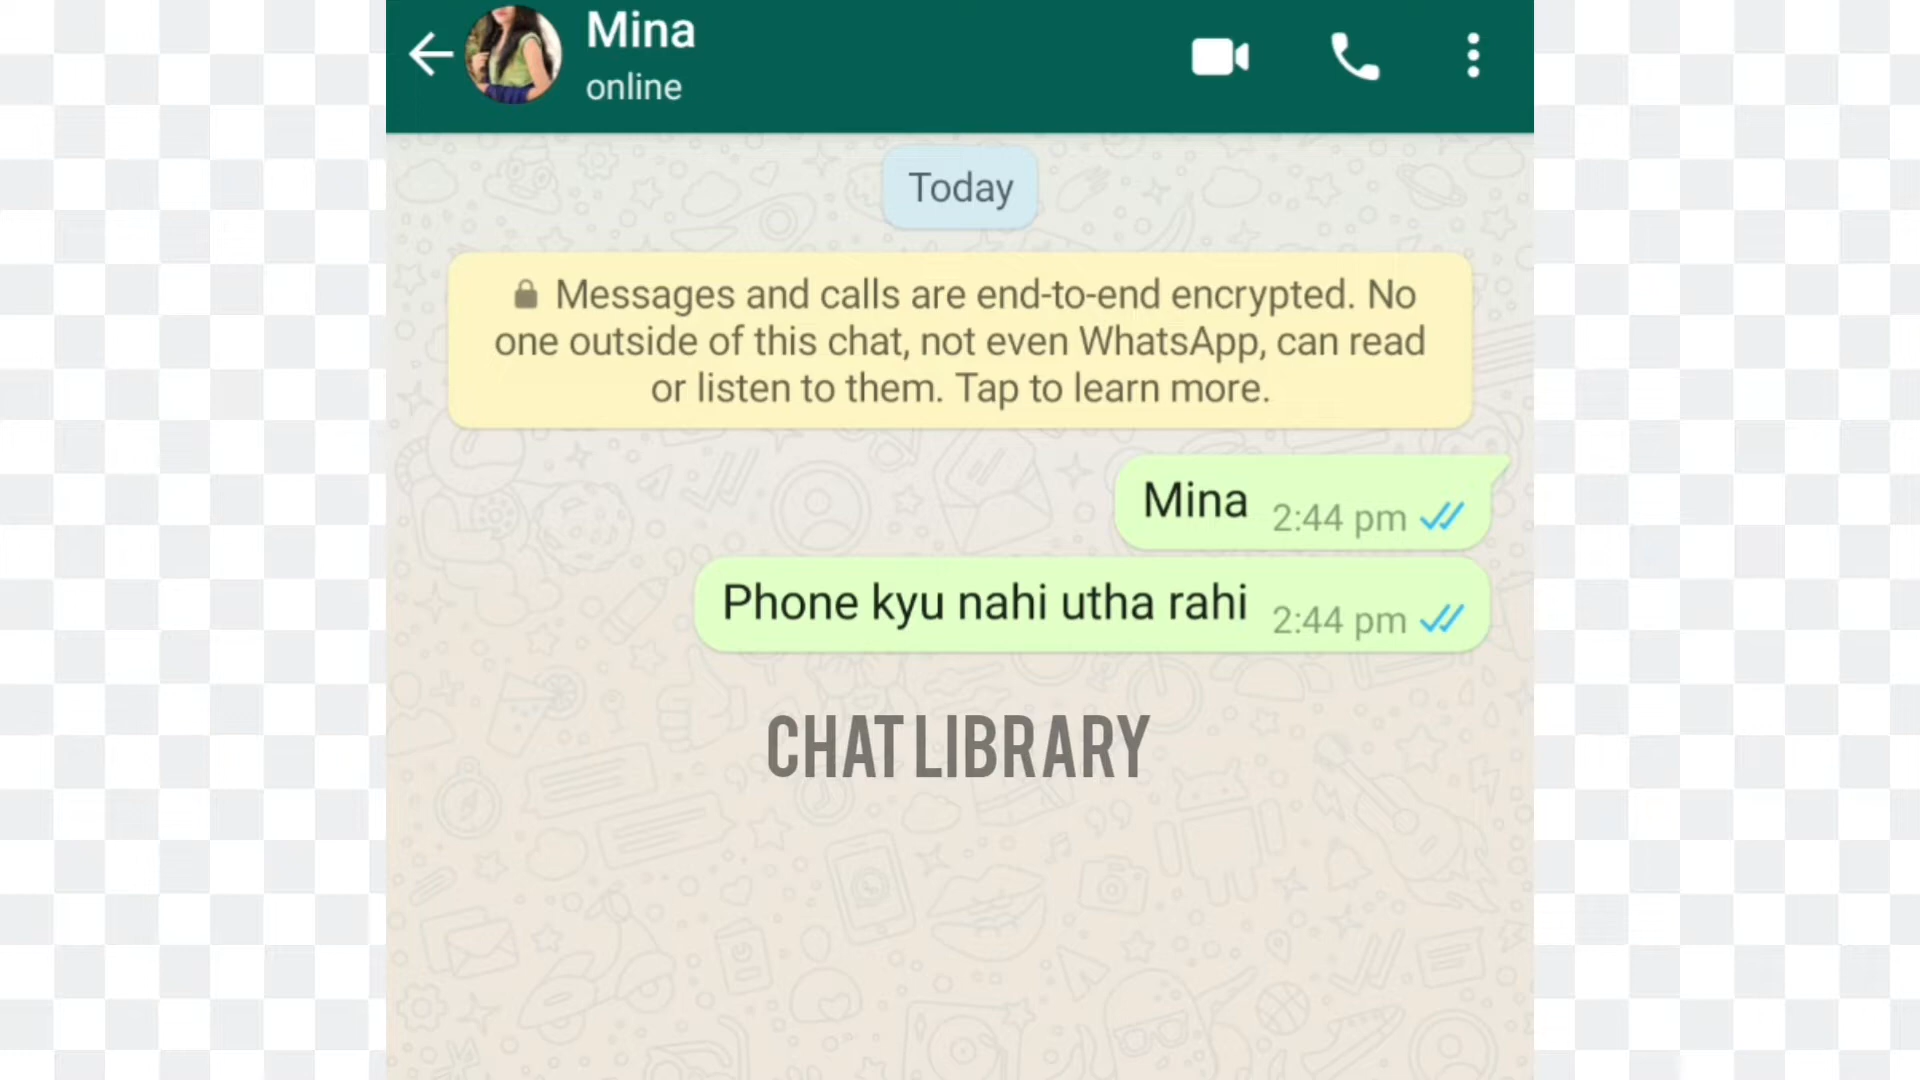 Mina
online
Today
Messages and calls are end-to-end encrypted. No
one outside of this chat, not even WhatsApp, can read
or listen to them. Tap to learn more.
Mina 2:44 pm
Phone kyu nahi utha rahi 2:44 pm
CHAT LIBRARY